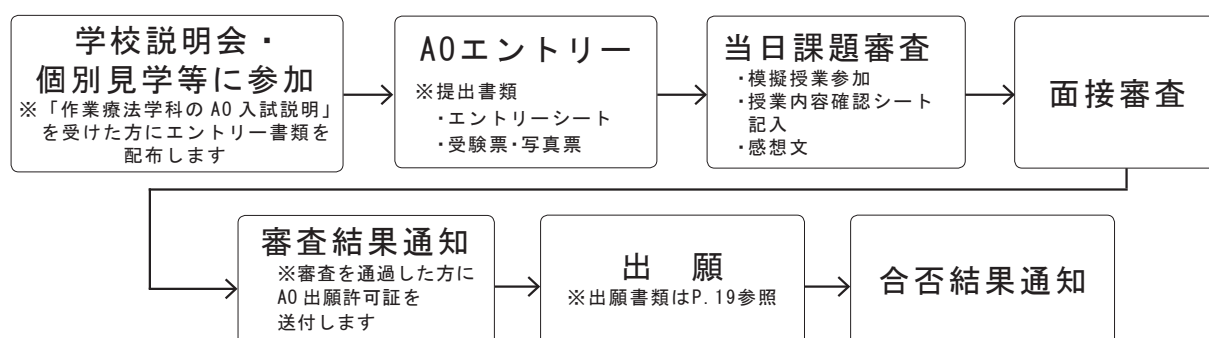 学校説明会・
個別見学等に参加
※「作業療法学科のAO入試説明」
を受けた方にエントリー書類を
配布します
AOエントリー
※提出書類
・エントリーシート
・受験票・写真票
当日課題審査
・模擬授業参加
・授業内容確認シート
記入
・感想文
面接審査
審査結果通知
※審査を通過した方に
AO出願許可証を
送付します
出　願
※出願書類はP.19参照
合否結果通知